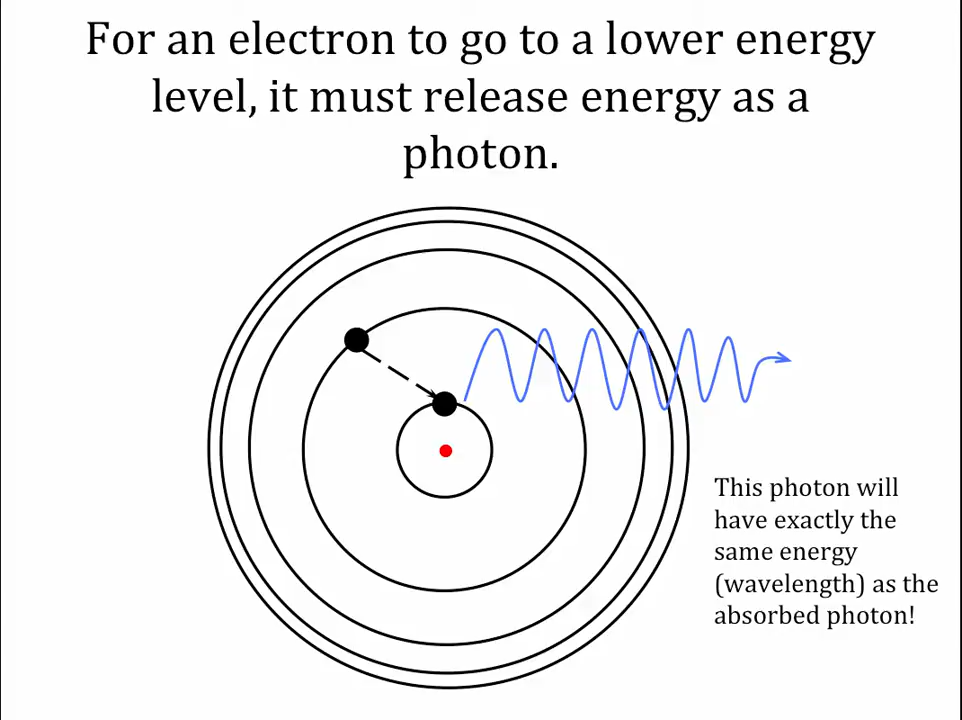 For an electron to go to a lower energy
level, it must release energy as a
photon.
This photon will
have exactly the
same energy
(wavelength) as the
absorbed photon!